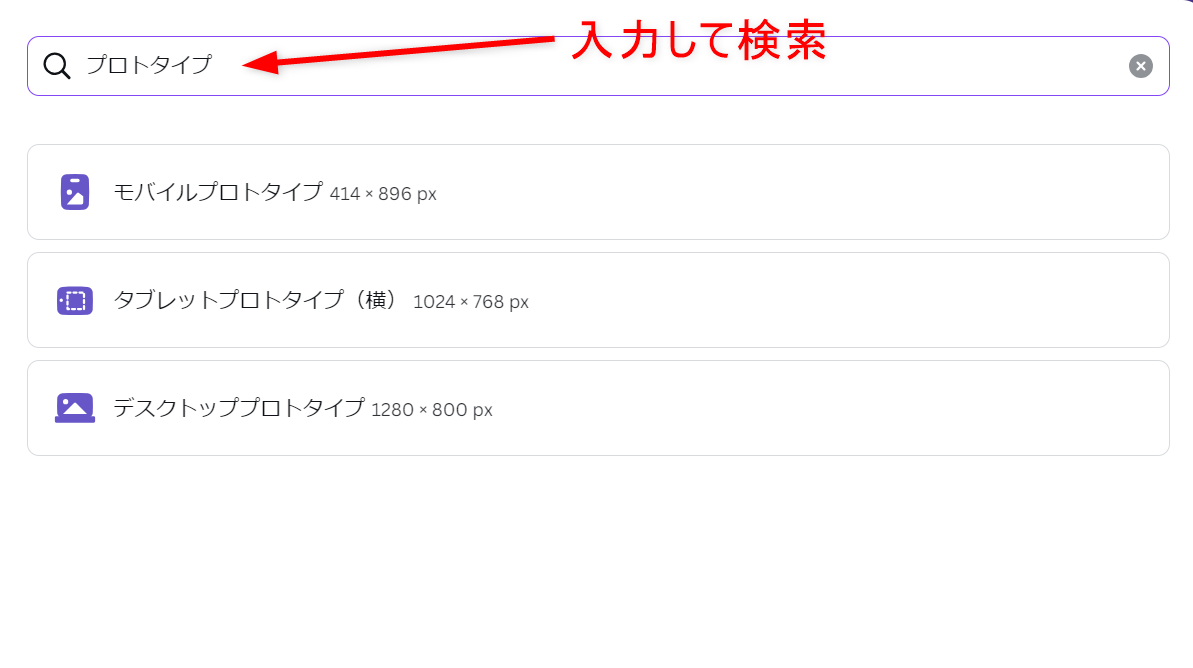 入力して検索
プロトタイプ
モバイルプロトタイプ 414 × 896 px
タブレットプロトタイプ（横） 1024 × 768 px
デスクトッププロトタイプ 1280 × 800 px